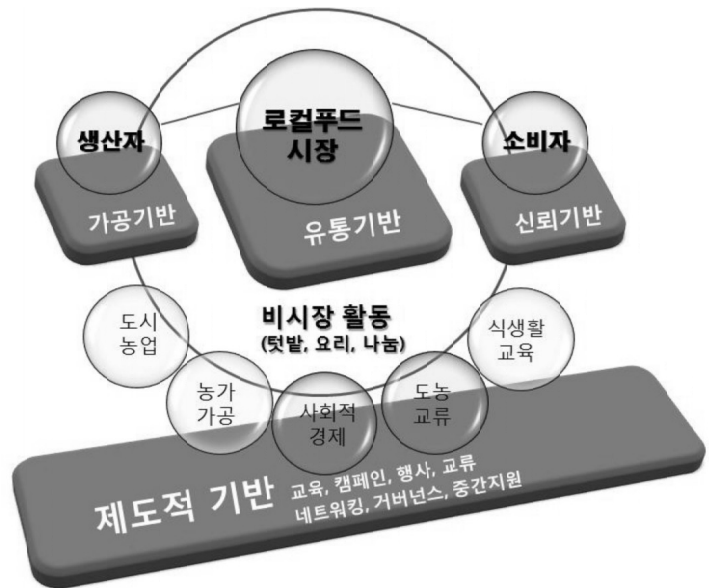 생산자
로컬푸드
시장
소비자
가공기반
유통기반
신뢰기반
비시장 활동
(텃밭, 요리, 나눔)
도시
농업
농가
가공
사회적
경제
도농
교류
식생활
교육
제도적 기반
교육, 캠페인, 행사, 교류
네트워킹, 거버넌스, 중간지원